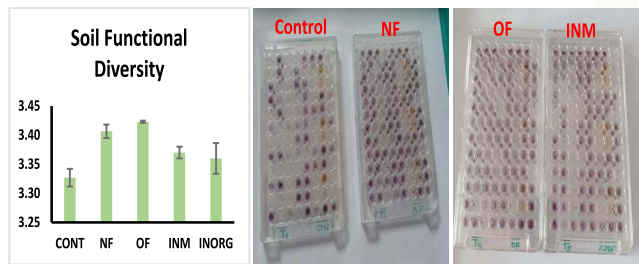 Soil Functional
Diversity
3.45
3.40
3.35
3.30
3.25
CONT NF OF INM INORG
Control
NF
OF
INM
OF